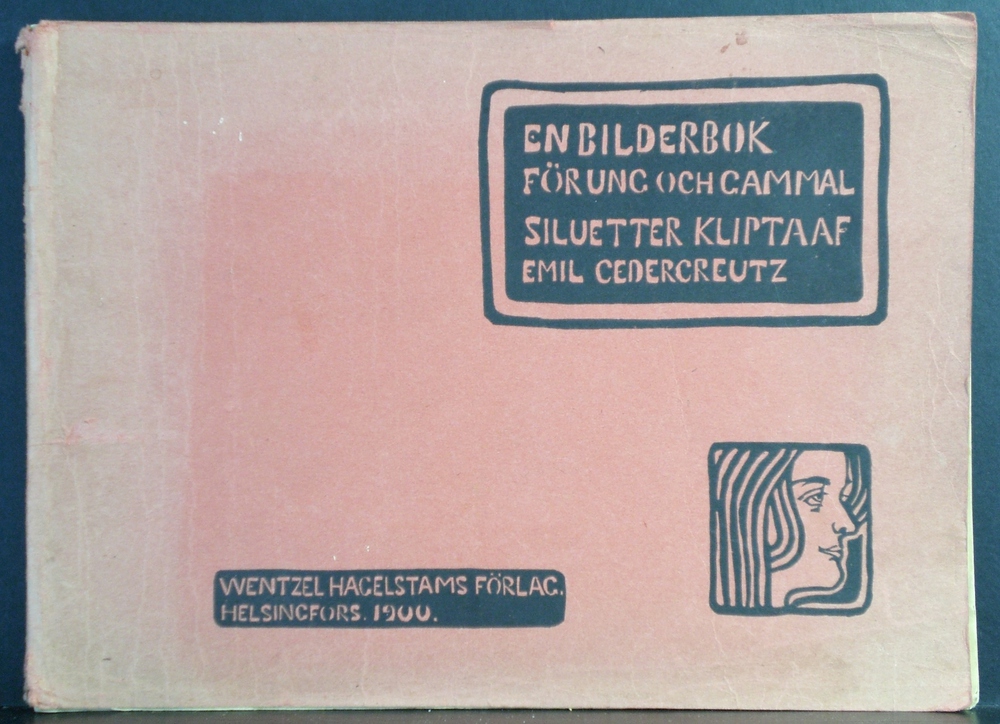 EN BILDERBOK
FÖR UNG OCH GAMMAL
SILUETTER KLIPTA AF
EMIL CEDERCREUTZ
WENTZEL HAGELSTAMS FÖRLAG.
HELSINGFORS. 1900.